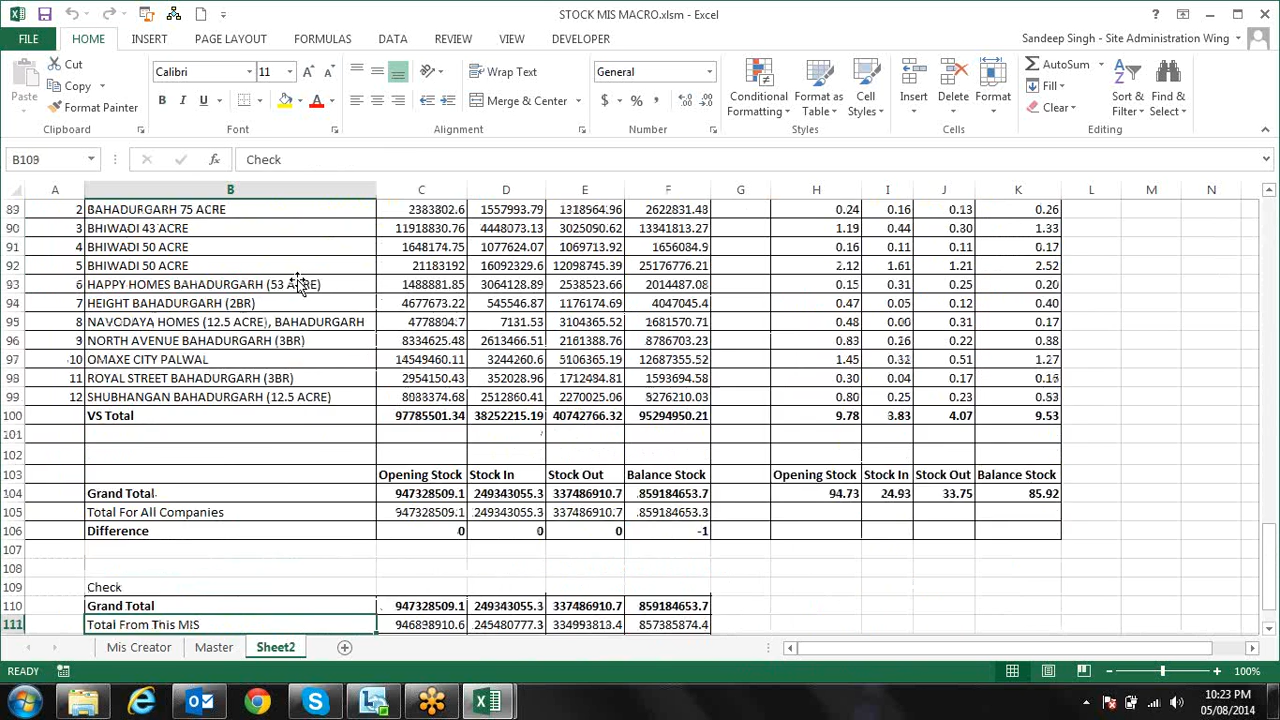 STOCK MIS MACRO.xlsm - Excel
FILE HOME INSERT PAGE LAYOUT FORMULAS DATA REVIEW VIEW DEVELOPER Sandeep Singh - Site Administration Wing
Paste Cut Copy Format Painter Clipboard
Calibri 11 B I U A Font
Wrap Text Merge & Center Alignment
General $ % , Number
Conditional Formatting Format as Table Cell Styles Styles
Insert Delete Format Cells
AutoSum Fill Clear Sort & Filter Find & Select Editing
B109 fx Check
A B C D E F G H I J K L M N
89 2 BAHADURGARH 75 ACRE 2383802.6 1557993.79 1318964.96 2622831.43 0.24 0.16 0.13 0.26
90 3 BHIWADI 43 ACRE 11918830.76 4448073.13 3025090.62 13341813.27 1.19 0.44 0.30 1.33
91 4 BHIWADI 50 ACRE 1648174.75 1077624.07 1069713.92 1656084.9 0.16 0.11 0.11 0.17
92 5 BHIWADI 50 ACRE 21183192 16092329.6 12098745.39 25176776.21 2.12 1.61 1.21 2.52
93 6 HAPPY HOMES BAHADURGARH (53 ACRE) 1488881.85 3064128.89 2538523.66 2014487.08 0.15 0.31 0.25 0.20
94 7 HEIGHT BAHADURGARH (2BR) 4677673.22 545546.87 1176174.69 4047045.4 0.47 0.05 0.12 0.40
95 8 NAVODAYA HOMES (12.5 ACRE), BAHADURGARH 4778804.7 7131.53 3104365.52 1681570.71 0.48 0.00 0.31 0.17
96 9 NORTH AVENUE BAHADURGARH (3BR) 8334625.48 2613466.51 2161388.76 8786703.23 0.83 0.26 0.22 0.88
97 10 OMAXE CITY PALWAL 14549460.11 3244260.6 5106365.19 12687355.52 1.45 0.32 0.51 1.27
98 11 ROYAL STREET BAHADURGARH (3BR) 2954150.43 352028.96 1712484.81 1593694.58 0.30 0.04 0.17 0.16
99 12 SHUBHANGAN BAHADURGARH (12.5 ACRE) 8033374.68 2512860.41 2270025.06 8276210.03 0.80 0.25 0.23 0.83
100 VS Total 97785501.34 38252215.19 40742766.32 95294950.21 9.78 3.83 4.07 9.53
101
102
103 Opening Stock Stock In Stock Out Balance Stock Opening Stock Stock In Stock Out Balance Stock
104 Grand Total 947328509.1 249343055.3 337486910.7 859184653.7 94.73 24.93 33.75 85.92
105 Total For All Companies 947328509.1 249343055.3 337486910.7 859184653.3
106 Difference 0 0 0 -1
107
108
109 Check
110 Grand Total 947328509.1 249343055.3 337486910.7 859184653.7
111 Total From This MIS 946898910.6 245480777.3 334993813.4 857385874.4
Mis Creator Master Sheet2
READY 100%
10:23 PM
05/08/2014